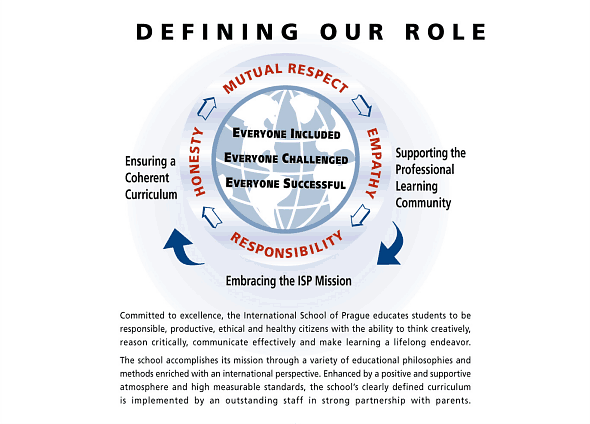 DEFINING OUR ROLE
MUTUAL RESPECT
HONESTY
EMPATHY
EVERYONE INCLUDED
EVERYONE CHALLENGED
EVERYONE SUCCESSFUL
Ensuring a
Coherent
Curriculum
Supporting the
Professional
Learning
Community
RESPONSIBILITY
Embracing the ISP Mission
Committed to excellence, the International School of Prague educates students to be
responsible, productive, ethical and healthy citizens with the ability to think creatively,
reason critically, communicate effectively and make learning a lifelong endeavor.
The school accomplishes its mission through a variety of educational philosophies and
methods enriched with an international perspective. Enhanced by a positive and supportive
atmosphere and high measurable standards, the school's clearly defined curriculum
is implemented by an outstanding staff in strong partnership with parents.